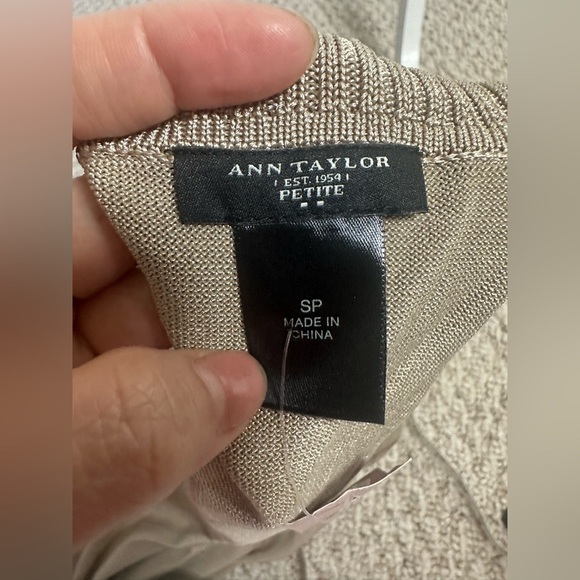 ANN TAYLOR
EST. 1954
PETITE
SP
MADE IN
CHINA